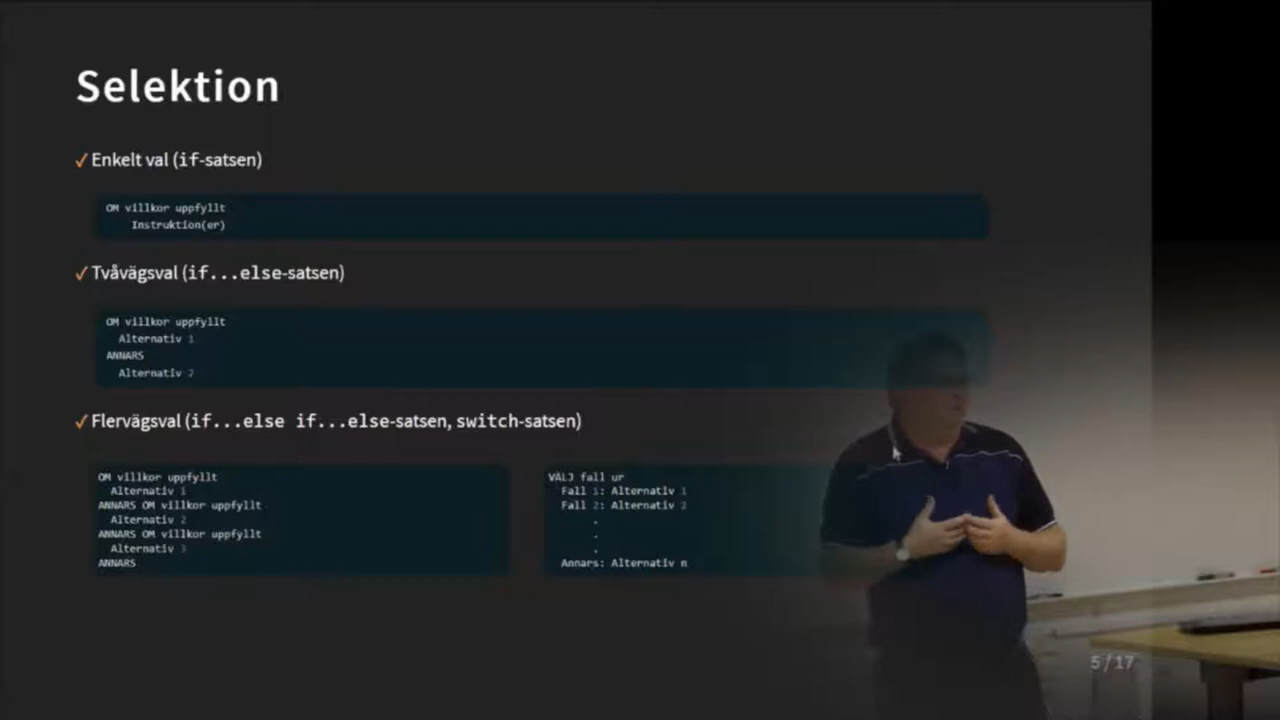 Selektion
✓ Enkelt val (if-satsen)
OM villkor uppfyllt
Instruktion(er)
✓ Tvåvägsval (if...else-satsen)
OM villkor uppfyllt
Alternativ 1
ANNARS
Alternativ 2
✓ Flervägsval (if...else if...else-satsen, switch-satsen)
OM villkor uppfyllt
Alternativ 1
ANNARS OM villkor uppfyllt
Alternativ 2
ANNARS OM villkor uppfyllt
Alternativ 3
ANNARS
VÄLJ fall ur
Fall 1: Alternativ 1
Fall 2: Alternativ 2
.
.
.
Annars: Alternativ n
5 / 17